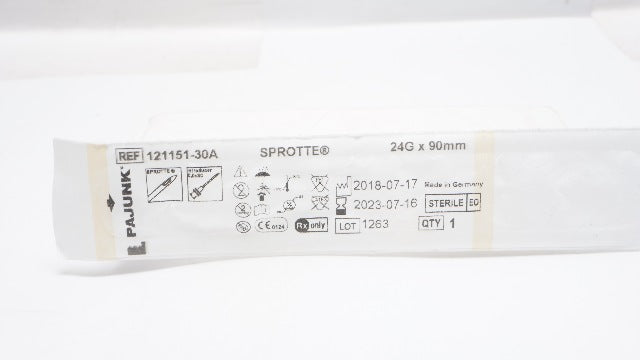 REF 121151-30A SPROTTE® 24G x 90mm
PAJUNK®
SPROTTE®
2018-07-17 Made in Germany
2023-07-16 STERILE EO
CE 0124 Rx only LOT 1263 QTY 1